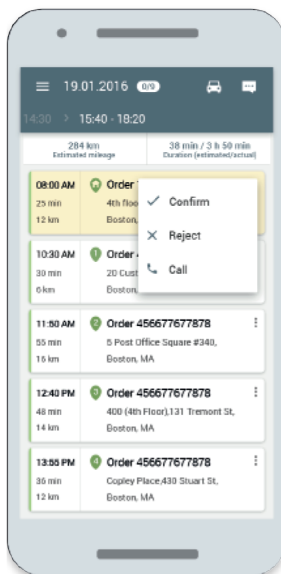 19.01.2016 0/9
14:30 > 15:40 - 18:20
284 km 38 min / 3 h 50 min
Estimated mileage Duration (estimated/actual)
08:00 AM Order
25 min 4th floo
12 km Boston,
Confirm
Reject
Call
10:30 AM 1 Order
30 min 20 Cust
6 km Boston,
11:50 AM 2 Order 456677677878
55 min 5 Post Office Square #340,
16 km Boston, MA
12:40 PM 3 Order 456677677878
48 min 400 (4th Floor),131 Tremont St,
14 km Boston, MA
13:55 PM 4 Order 456677677878
36 min Copley Place,430 Stuart St,
12 km Boston, MA